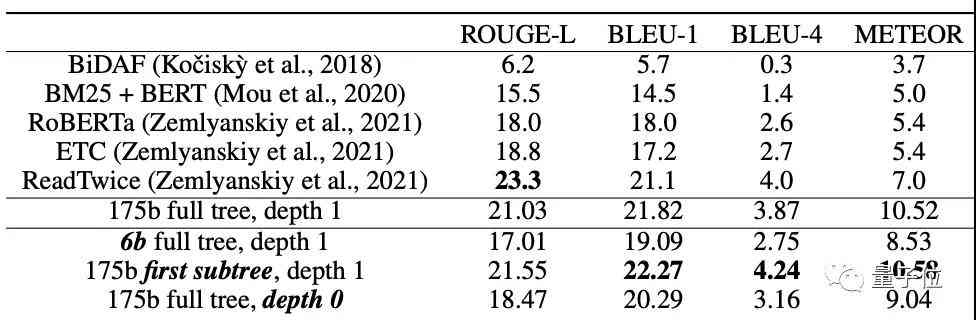 ROUGE-L BLEU-1 BLEU-4 METEOR
BiDAF (Kočiskỳ et al., 2018) 6.2 5.7 0.3 3.7
BM25 + BERT (Mou et al., 2020) 15.5 14.5 1.4 5.0
RoBERTa (Zemlyanskiy et al., 2021) 18.0 18.0 2.6 5.4
ETC (Zemlyanskiy et al., 2021) 18.8 17.2 2.7 5.4
ReadTwice (Zemlyanskiy et al., 2021) 23.3 21.1 4.0 7.0
175b full tree, depth 1 21.03 21.82 3.87 10.52
6b full tree, depth 1 17.01 19.09 2.75 8.53
175b first subtree, depth 1 21.55 22.27 4.24
量子位
175b full tree, depth 0 18.47 20.29 3.16 9.04